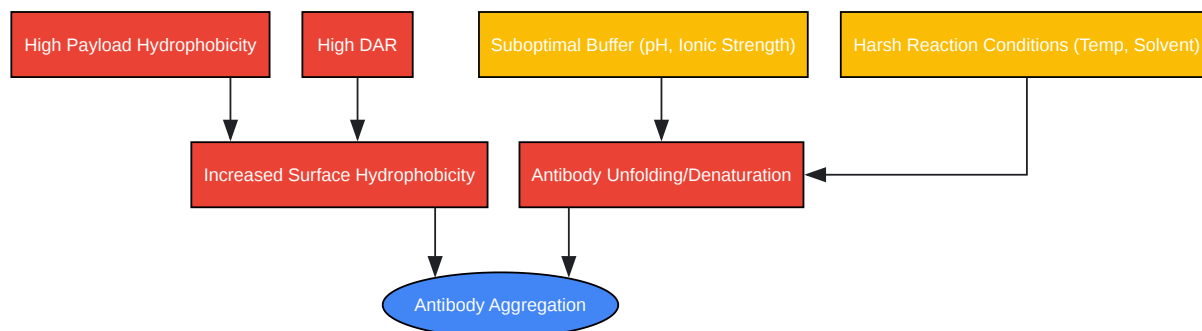 High Payload Hydrophobicity
High DAR
Suboptimal Buffer (pH, Ionic Strength)
Harsh Reaction Conditions (Temp, Solvent)
Increased Surface Hydrophobicity
Antibody Unfolding/Denaturation
Antibody Aggregation